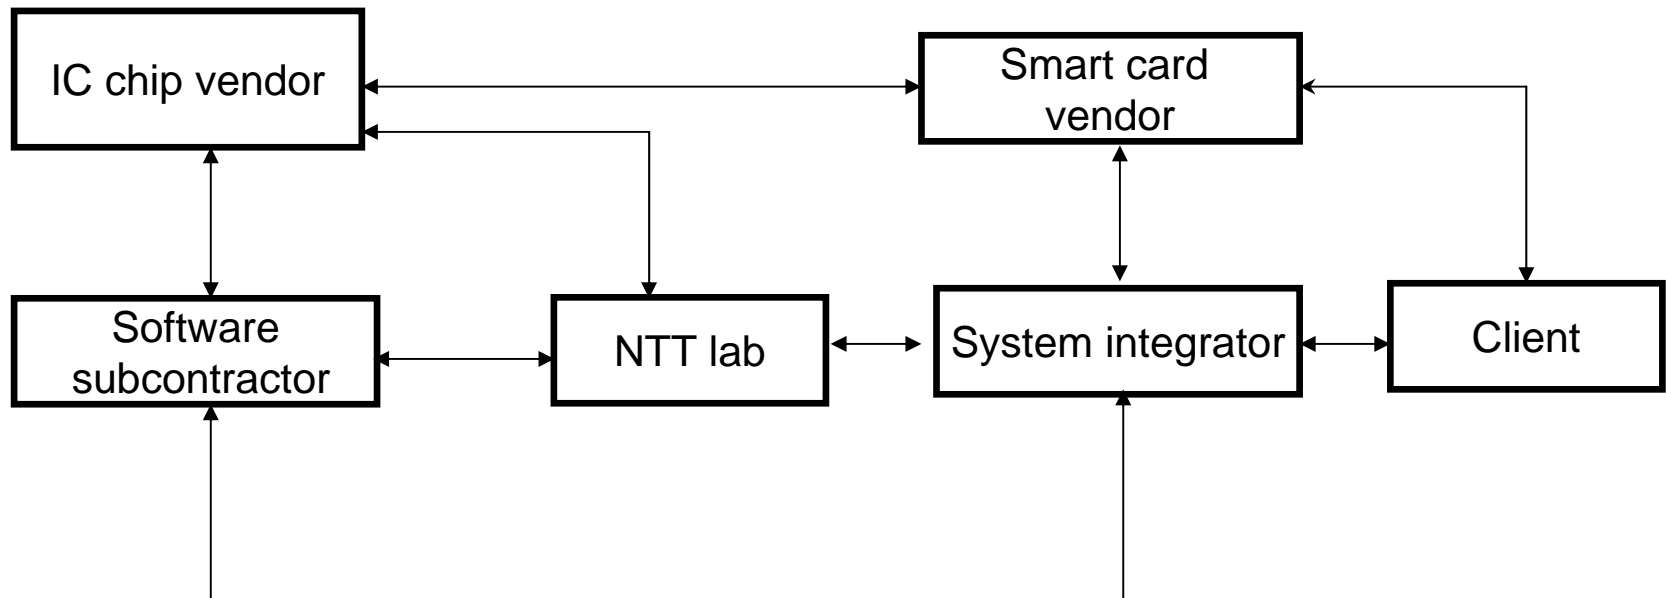 IC chip vendor
Smart card
vendor
Software
subcontractor
NTT lab
System integrator
Client